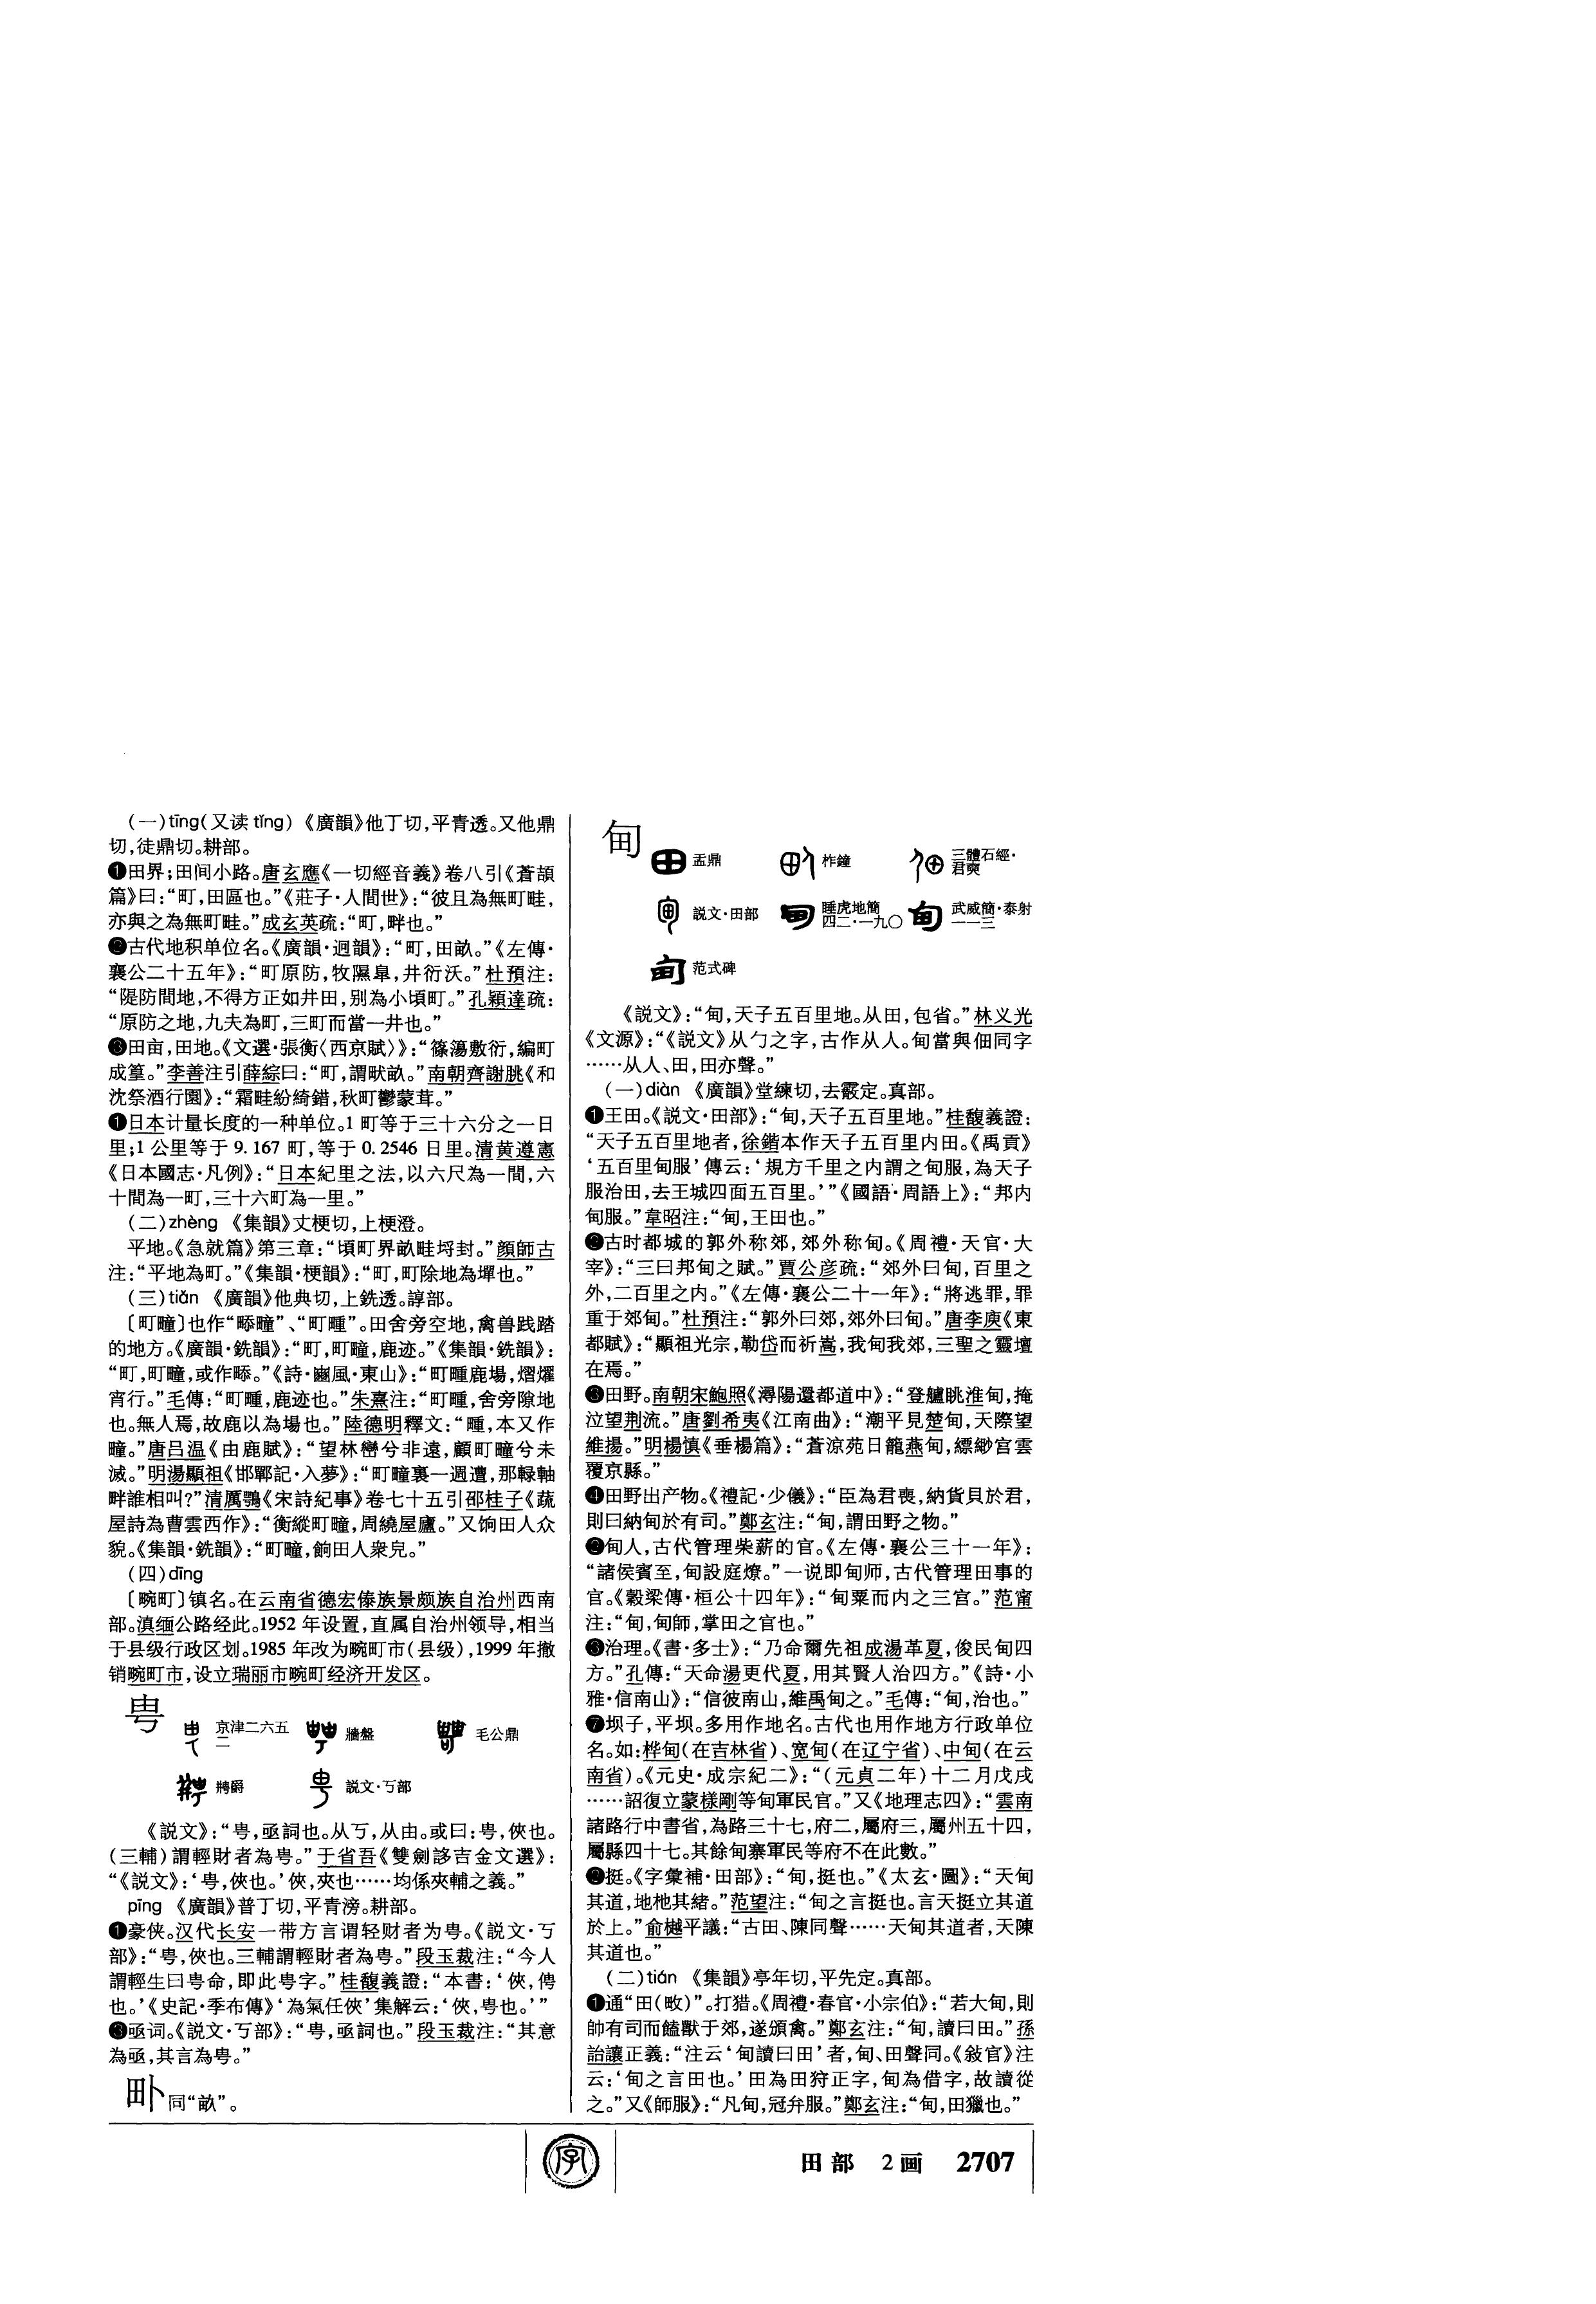 (一)tīng(又读tǐng) 《廣韻》他丁切,平青透。又他鼎
切,徒鼎切。耕部。
❶田界;田间小路。唐玄應《一切經音義》卷八引《蒼頡
篇》曰:“町,田區也。”《莊子·人間世》:“彼且為無町畦,
亦與之為無町畦。”成玄英疏:“町,畔也。”
❷古代地积单位名。《廣韻·迥韻》:“町,田畝。”《左傳·
襄公二十五年》:“町原防,牧隰皐,井衍沃。”杜預注:
“隄防間地,不得方正如井田,別為小頃町。”孔穎達疏:
“原防之地,九夫為町,三町而當一井也。”
❸田亩,田地。《文選·張衡〈西京賦〉》:“篠簜敷衍,編町
成篁。”李善注引薛綜曰:“町,謂畎畝。”南朝齊謝朓《和
沈祭酒行園》:“霜畦紛綺錯,秋町鬱蒙茸。”
❶日本计量长度的一种单位。1町等于三十六分之一日
里;1公里等于9.167町,等于0.2546日里。清黄遵憲
《日本國志·凡例》:“日本紀里之法,以六尺為一間,六
十間為一町,三十六町為一里。”
(二)zhèng 《集韻》丈梗切,上梗澄。
平地。《急就篇》第三章:“頃町界畝畦埒封。”顔師古
注:“平地為町。”《集韻·梗韻》:“町,町除地為墠也。”
(三)tiǎn 《廣韻》他典切,上銑透。諄部。
〔町疃〕也作“畼疃”、“町畽”。田舍旁空地,禽兽践踏
的地方。《廣韻·銑韻》:“町,町疃,鹿迹。”《集韻·銑韻》:
“町,町疃,或作畼。”《詩·豳風·東山》:“町畽鹿場,熠燿
宵行。”毛傳:“町畽,鹿迹也。”朱熹注:“町畽,舍旁隙地
也。無人焉,故鹿以為場也。”陸德明釋文:“畽,本又作
疃。”唐吕温《由鹿賦》:“望林巒兮非遠,顧町疃兮未
滅。”明湯顯祖《邯鄲記·入夢》:“町疃裏一週遭,那轆軸
畔誰相叫?”清厲鶚《宋詩紀事》卷七十五引邵桂子《蔬
屋詩為曹雲西作》:“衡縱町疃,周繞屋廬。”又饷田人众
貌。《集韻·銑韻》:“町疃,餉田人衆皃。”
(四)dīng
〔畹町〕镇名。在云南省德宏傣族景颇族自治州西南
部。滇缅公路经此。1952年设置,直属自治州领导,相当
于县级行政区划。1985年改为畹町市(县级),1999年撤
销畹町市,设立瑞丽市畹町经济开发区。
甹
京津二六五二 牆盤 毛公鼎
𤖕爵 説文·丂部
《説文》:“甹,亟詞也。从丂,从由。或曰:甹,俠也。
(三輔)謂輕財者為甹。”于省吾《雙劍誃吉金文選》:
“《説文》:‘甹,俠也。’俠,夾也……均係夾輔之義。”
pīng 《廣韻》普丁切,平青滂。耕部。
❶豪侠。汉代长安一带方言谓轻财者为甹。《説文·丂
部》:“甹,俠也。三輔謂輕財者為甹。”段玉裁注:“今人
謂輕生曰甹命,即此甹字。”桂馥義證:“本書:‘俠,俜
也。’《史記·季布傳》‘為氣任俠’集解云:‘俠,甹也。’”
❸亟词。《説文·丂部》:“甹,亟詞也。”段玉裁注:“其意
為亟,其言為甹。”
𤰑 同“畝”。
甸
盂鼎 柞鐘 三體石經·君奭
説文·田部 睡虎地簡四二·一九〇 武威簡·泰射一一三
范式碑
《説文》:“甸,天子五百里地。从田,包省。”林义光
《文源》:“《説文》从勹之字,古作从人。甸當與佃同字
……从人、田,田亦聲。”
(一)diàn 《廣韻》堂練切,去霰定。真部。
❶王田。《説文·田部》:“甸,天子五百里地。”桂馥義證:
“天子五百里地者,徐鍇本作天子五百里内田。《禹貢》
‘五百里甸服’傳云:‘規方千里之内謂之甸服,為天子
服治田,去王城四面五百里。’”《國語·周語上》:“邦内
甸服。”韋昭注:“甸,王田也。”
❷古时都城的郭外称郊,郊外称甸。《周禮·天官·大
宰》:“三曰邦甸之賦。”賈公彦疏:“郊外曰甸,百里之
外,二百里之内。”《左傳·襄公二十一年》:“將逃罪,罪
重于郊甸。”杜預注:“郭外曰郊,郊外曰甸。”唐李庾《東
都賦》:“顯祖光宗,勒岱而祈嵩,我甸我郊,三聖之靈壇
在焉。”
❸田野。南朝宋鮑照《潯陽還都道中》:“登艫眺淮甸,掩
泣望荆流。”唐劉希夷《江南曲》:“潮平見楚甸,天際望
維揚。”明楊慎《垂楊篇》:“蒼涼苑日籠燕甸,縹緲宫雲
覆京縣。”
❹田野出产物。《禮記·少儀》:“臣為君喪,納貨貝於君,
則曰納甸於有司。”鄭玄注:“甸,謂田野之物。”
❷甸人,古代管理柴薪的官。《左傳·襄公三十一年》:
“諸侯賓至,甸設庭燎。”一说即甸师,古代管理田事的
官。《穀梁傳·桓公十四年》:“甸粟而内之三宫。”范甯
注:“甸,甸師,掌田之官也。”
❸治理。《書·多士》:“乃命爾先祖成湯革夏,俊民甸四
方。”孔傳:“天命湯更代夏,用其賢人治四方。”《詩·小
雅·信南山》:“信彼南山,維禹甸之。”毛傳:“甸,治也。”
❼坝子,平坝。多用作地名。古代也用作地方行政单位
名。如:桦甸(在吉林省)、宽甸(在辽宁省)、中甸(在云
南省)。《元史·成宗紀二》:“(元貞二年)十二月戊戌
……詔復立蒙樣剛等甸軍民官。”又《地理志四》:“雲南
諸路行中書省,為路三十七,府二,屬府三,屬州五十四,
屬縣四十七。其餘甸寨軍民等府不在此數。”
❷挺。《字彙補·田部》:“甸,挺也。”《太玄·圖》:“天甸
其道,地杝其緒。”范望注:“甸之言挺也。言天挺立其道
於上。”俞樾平議:“古田、陳同聲……天甸其道者,天陳
其道也。”
(二)tián 《集韻》亭年切,平先定。真部。
❶通“田(畋)”。打猎。《周禮·春官·小宗伯》:“若大甸,則
帥有司而饁獸于郊,遂頒禽。”鄭玄注:“甸,讀曰田。”孫
詒讓正義:“注云‘甸讀曰田’者,甸、田聲同。《敍官》注
云:‘甸之言田也。’田為田狩正字,甸為借字,故讀從
之。”又《師服》:“凡甸,冠弁服。”鄭玄注:“甸,田獵也。”
字
田部 2画 2707